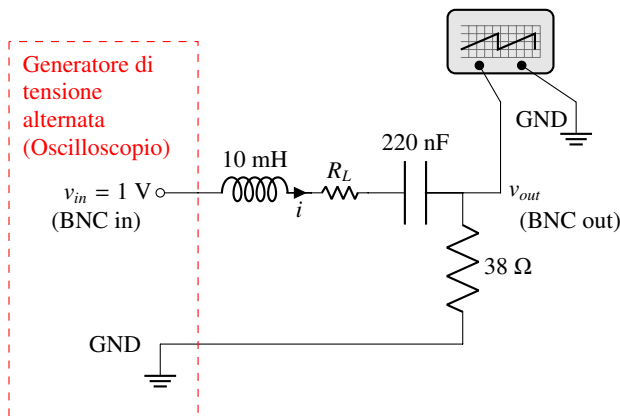 Generatore di
tensione
alternata
(Oscilloscopio)
GND
220 nF
10 mH
R_L
v_in = 1 V
i
v_out
(BNC in)
(BNC out)
38 Ω
GND